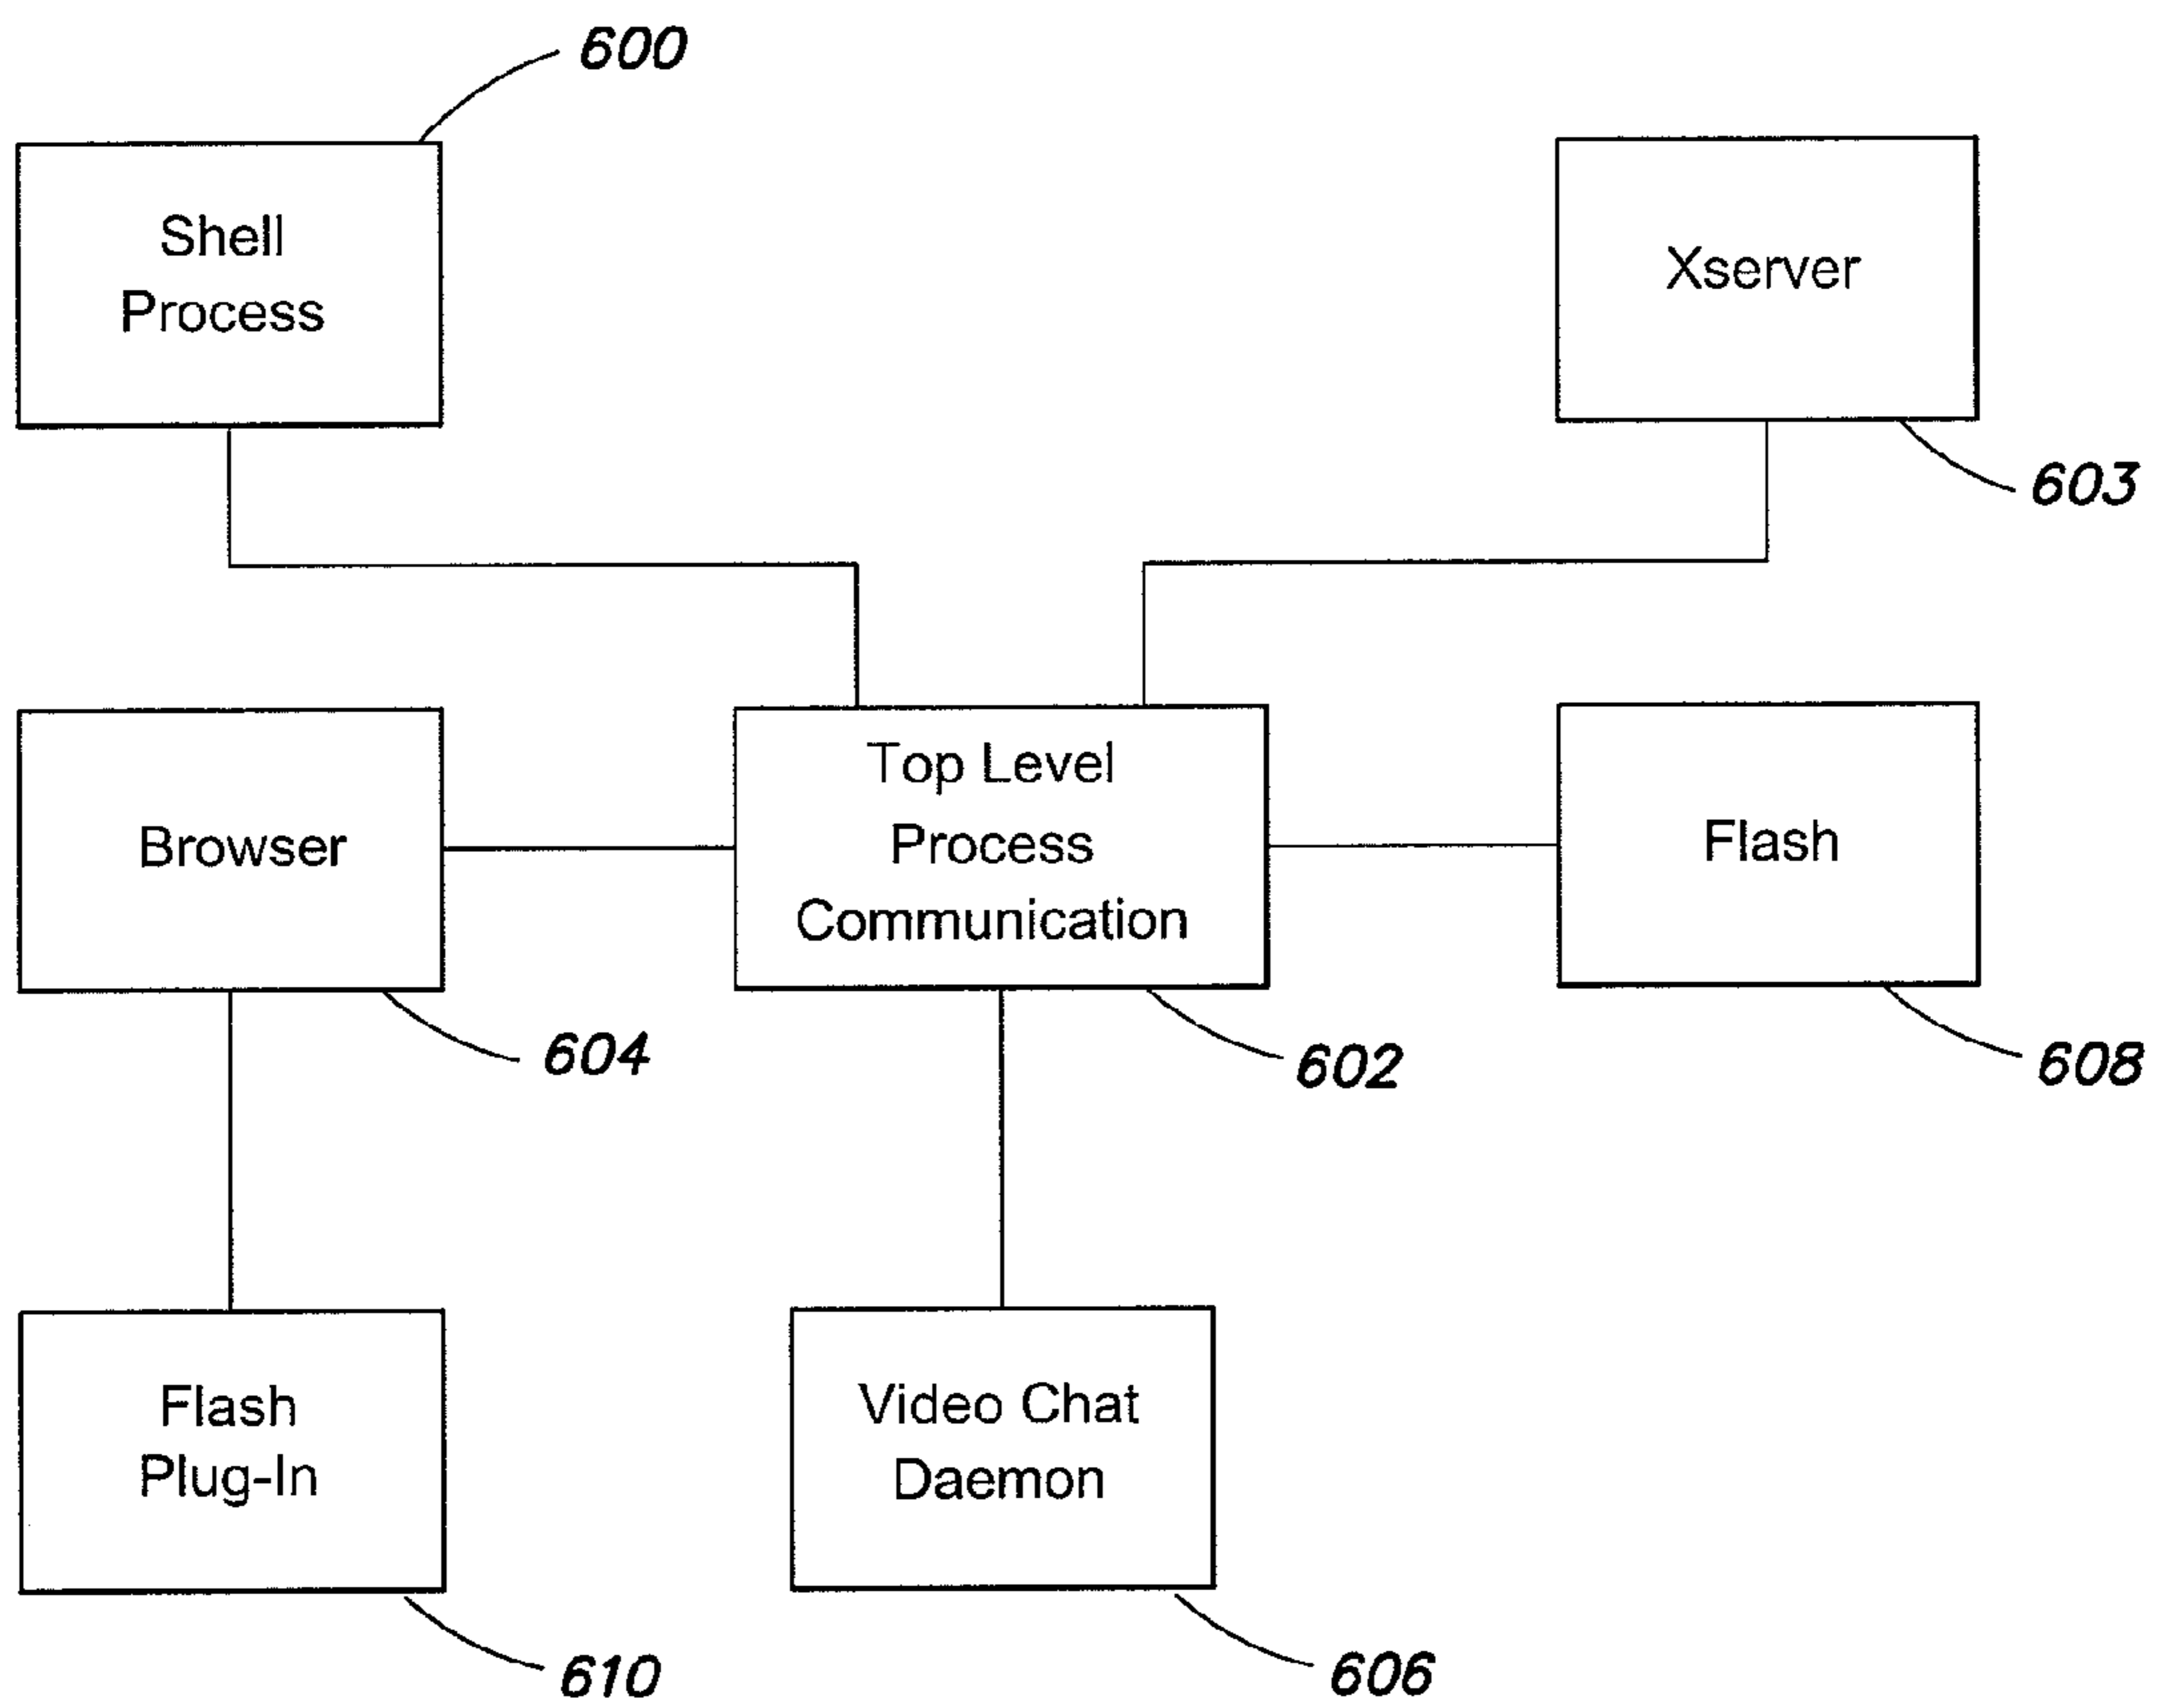 600
Shell
Process
Xserver
603
Browser
604
Top Level
Process
Communication
602
Flash
608
Flash
Plug-In
610
Video Chat
Daemon
606